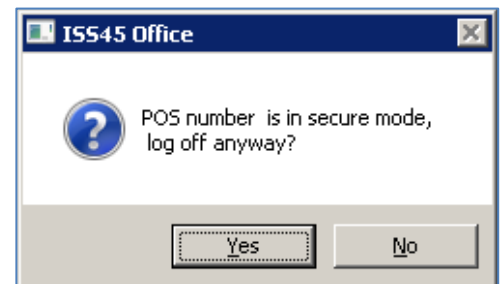 ISS45 Office
POS number  is in secure mode,
log off anyway?
Yes No